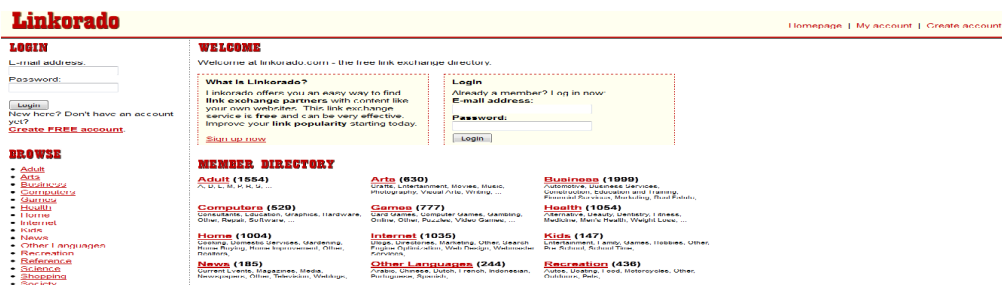 Linkorado
Homepage | My account | Create account
LOGIN
E-mail address:
Password:
Login
New here? Don't have an account
yet?
Create FREE account.
BROWSE
Adult
Arts
Business
Computers
Games
Health
Home
Internet
Kids
News
Other Languages
Recreation
Reference
Science
Shopping
Society
WELCOME
Welcome at linkorado.com - the free link exchange directory.
What is Linkorado?
Linkorado offers you an easy way to find
link exchange partners with content like
your own websites. This link exchange
service is free and can be very effective.
Improve your link popularity starting today.
Sign up now
Login
Already a member? Log in now:
E-mail address:
Password:
Login
MEMBER DIRECTORY
Adult (1554)
A, D, L, M, P, R, S, ...
Arts (630)
Crafts, Entertainment, Movies, Music,
Photography, Visual Arts, Writing, ...
Business (1999)
Automotive, Business Services,
Construction, Education and Training,
Financial Services, Marketing, Real Estate,
Computers (529)
Consultants, Education, Graphics, Hardware,
Other, Repair, Software, ...
Games (777)
Card Games, Computer Games, Gambling,
Online, Other, Puzzles, Video Games, ...
Health (1054)
Alternative, Beauty, Dentistry, Fitness,
Medicine, Men's Health, Weight Loss, ...
Home (1004)
Cooking, Domestic Services, Gardening,
Home Buying, Home Improvement, Other,
Realtors,
Internet (1035)
Blogs, Directories, Marketing, Other, Search
Engine Optimization, Web Design, Webmaster
Services,
Kids (147)
Entertainment, Family, Games, Hobbies, Other,
Pre School, School Time,
News (185)
Current Events, Magazines, Media,
Newspapers, Other, Television, Weblogs,
Other Languages (244)
Arabic, Chinese, Dutch, French, Indonesian,
Portuguese, Spanish,
Recreation (436)
Autos, Boating, Food, Motorcycles, Other,
Outdoors, Pets,